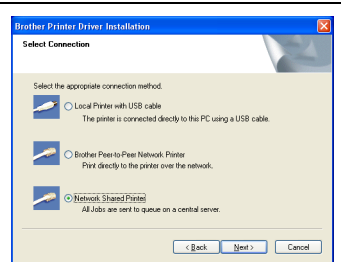 Brother Printer Driver Installation
Select Connection
Select the appropriate connection method.
Local Printer with USB cable
The printer is connected directly to this PC using a USB cable.
Brother Peer-to-Peer Network Printer
Print directly to the printer over the network.
Network Shared Printer
All Jobs are sent to queue on a central server.
< Back Next > Cancel